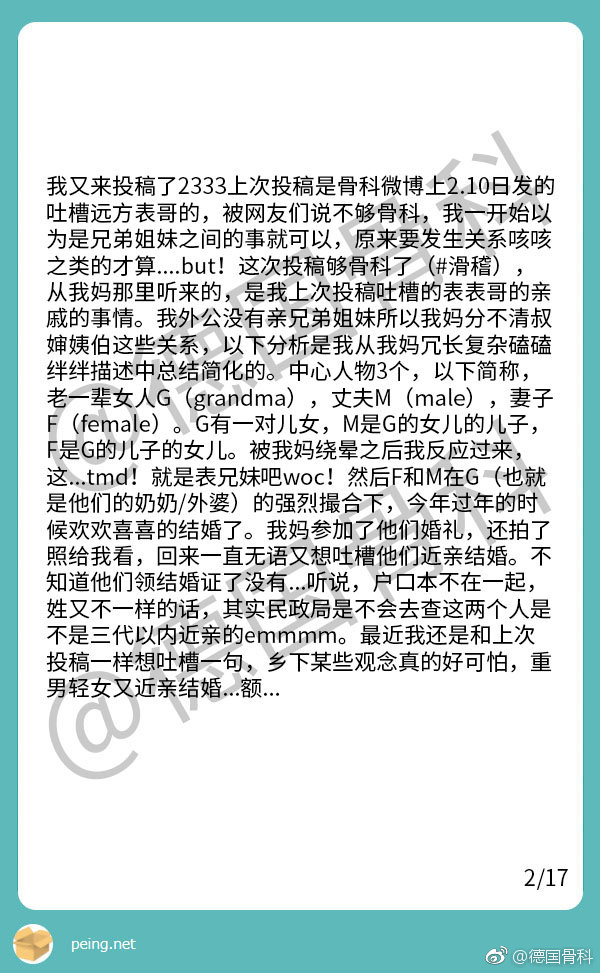 我又来投稿了2333上次投稿是骨科微博上2.10日发的
吐槽远方表哥的，被网友们说不够骨科，我一开始以
为是兄弟姐妹之间的事就可以，原来要发生关系咳咳
之类的才算....but！这次投稿够骨科了（#滑稽），
从我妈那里听来的，是我上次投稿吐槽的表表哥的亲
戚的事情。我外公没有亲兄弟姐妹所以我妈分不清叔
婶姨伯这些关系，以下分析是我从我妈冗长复杂磕磕
绊绊描述中总结简化的。中心人物3个，以下简称，
老一辈女人G（grandma），丈夫M（male），妻子
F（female）。G有一对儿女，M是G的女儿的儿子，
F是G的儿子的女儿。被我妈绕晕之后我反应过来，
这...tmd！就是表兄妹吧woc！然后F和M在G（也就
是他们的奶奶/外婆）的强烈撮合下，今年过年的时
候欢欢喜喜的结婚了。我妈参加了他们婚礼，还拍了
照给我看，回来一直无语又想吐槽他们近亲结婚。不
知道他们领结婚证了没有...听说，户口本不在一起，
姓又不一样的话，其实民政局是不会去查这两个人是
不是三代以内近亲的emmmm。最近我还是和上次
投稿一样想吐槽一句，乡下某些观念真的好可怕，重
男轻女又近亲结婚...额...
@德国骨科
@德国骨科
2/17
peing.net
@德国骨科